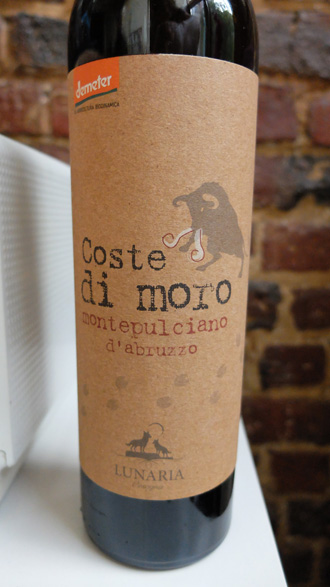 demeter
Coste
di moro
montepulciano
d'abruzzo
LUNARIA